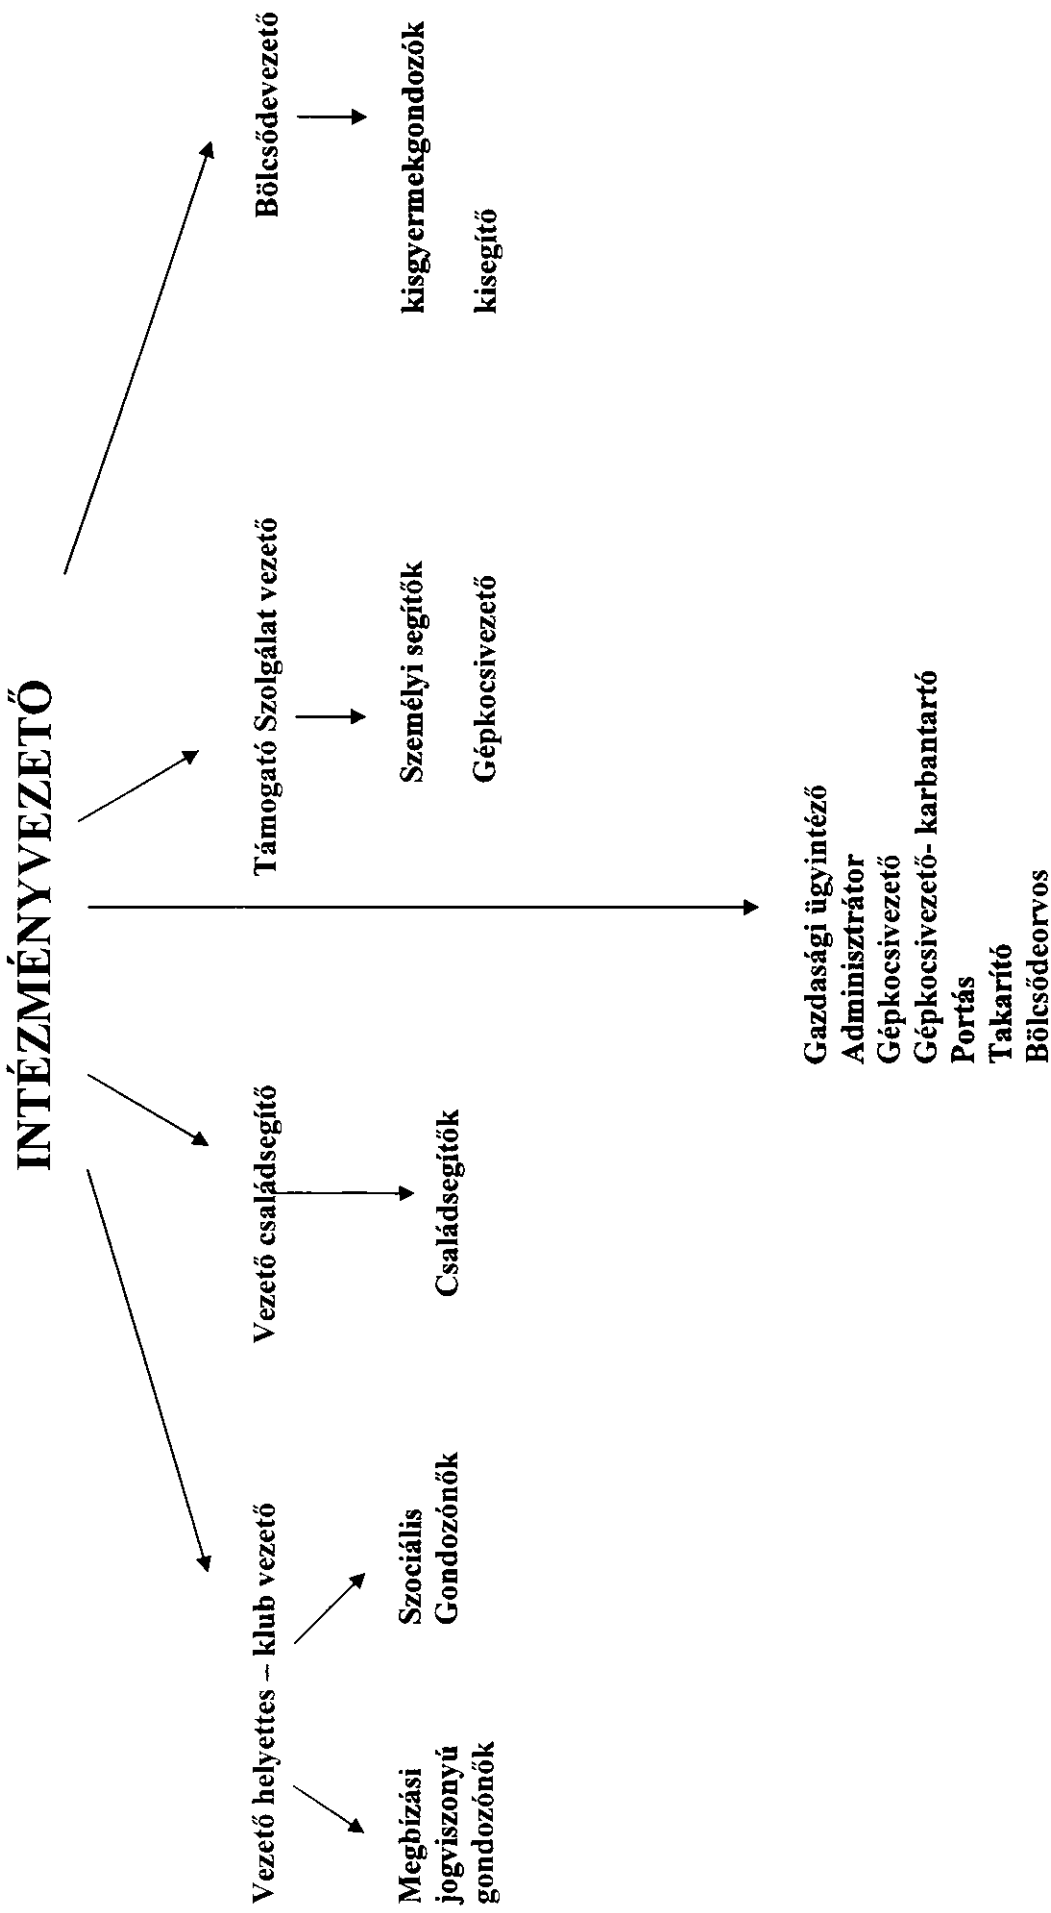 INTÉZMÉNYVEZETŐ
Vezető helyettes – klub vezető
Vezető családsegítő
Támogató Szolgálat vezető
Bölcsődevezető
Megbízási
jogviszonyú
gondozónők
Szociális
Gondozónők
Családsegítők
Személyi segítők
Gépkocsivezető
kisgyermekgondozók
kisegítő
Gazdasági ügyintéző
Adminisztrátor
Gépkocsivezető
Gépkocsivezető- karbantartó
Portás
Takarító
Bölcsődeorvos